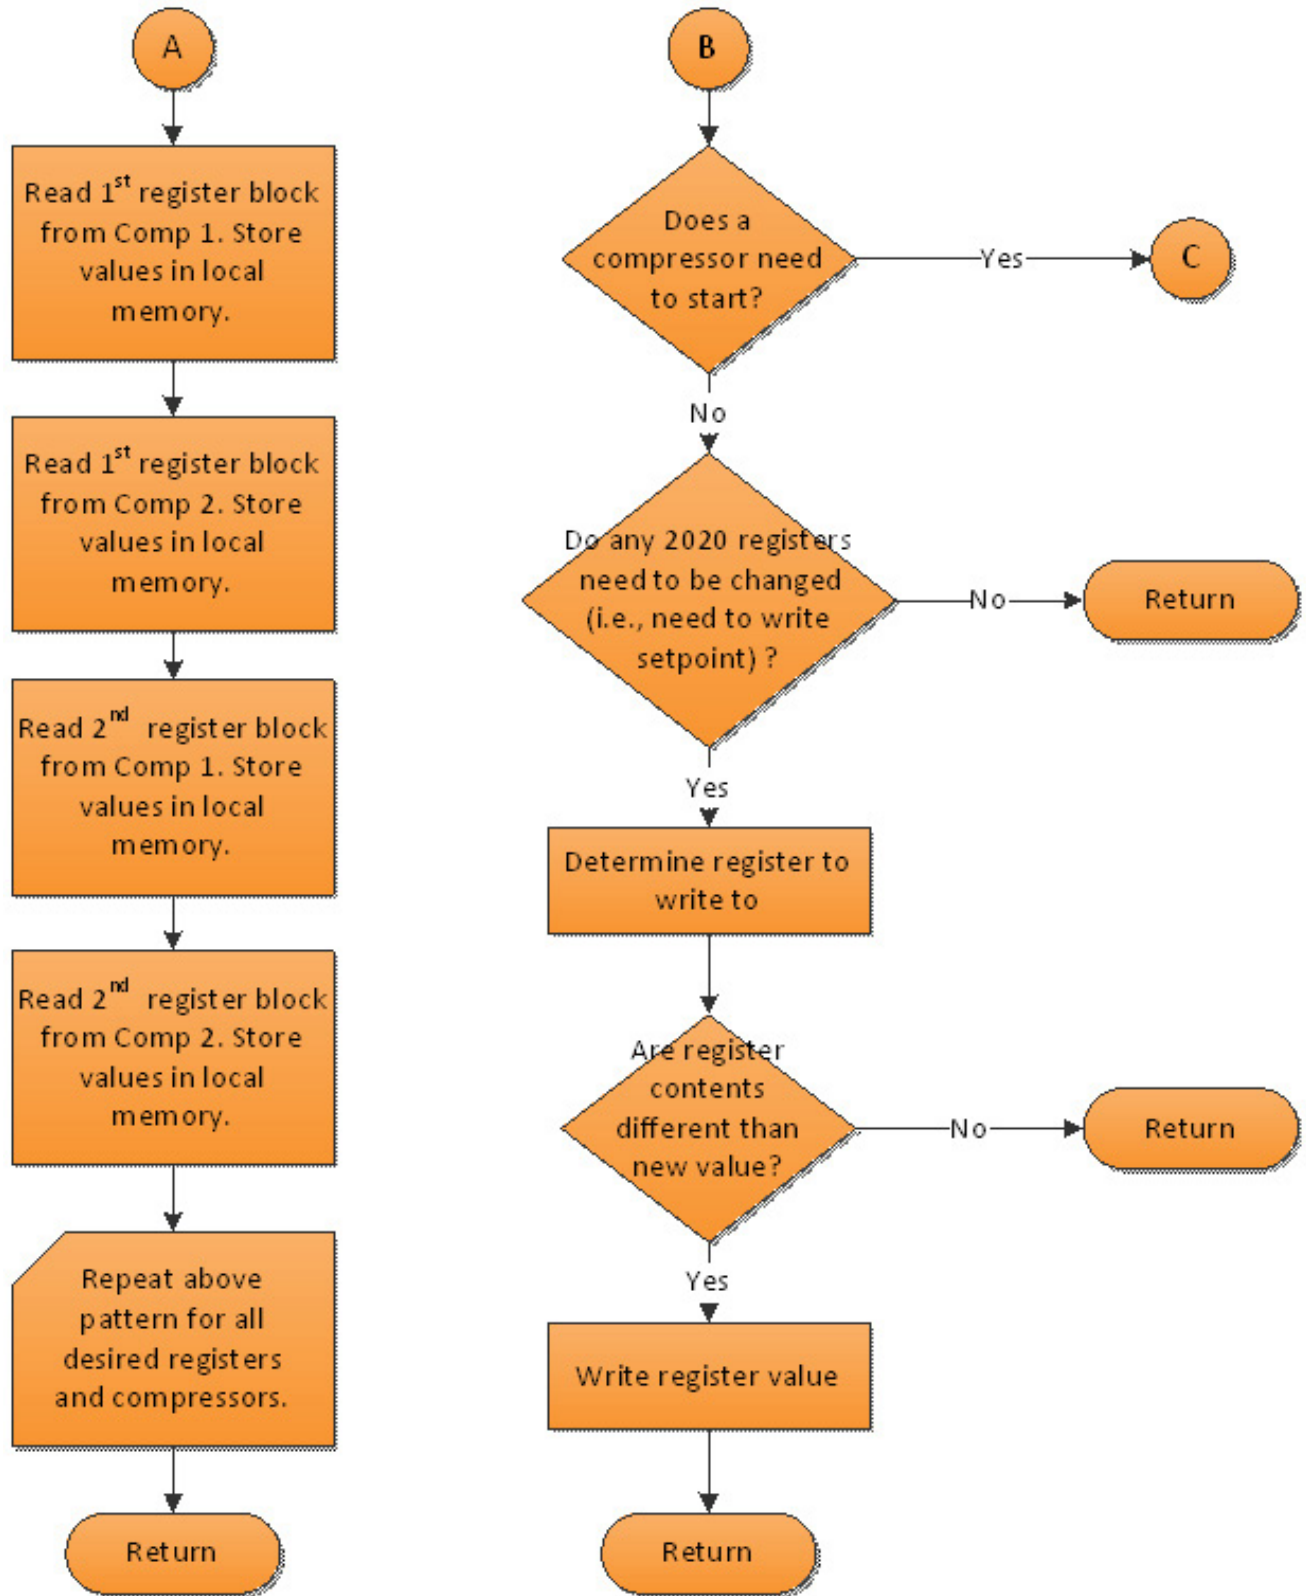 A
Read 1st register block
from Comp 1. Store
values in local
memory.
Read 1st register block
from Comp 2. Store
values in local
memory.
Read 2nd register block
from Comp 1. Store
values in local
memory.
Read 2nd register block
from Comp 2. Store
values in local
memory.
Repeat above
pattern for all
desired registers
and compressors.
Return
B
Does a
compressor need
to start?
Yes
C
No
Do any 2020 registers
need to be changed
(i.e., need to write
setpoint) ?
No
Return
Yes
Determine register to
write to
Are register
contents
different than
new value?
No
Return
Yes
Write register value
Return